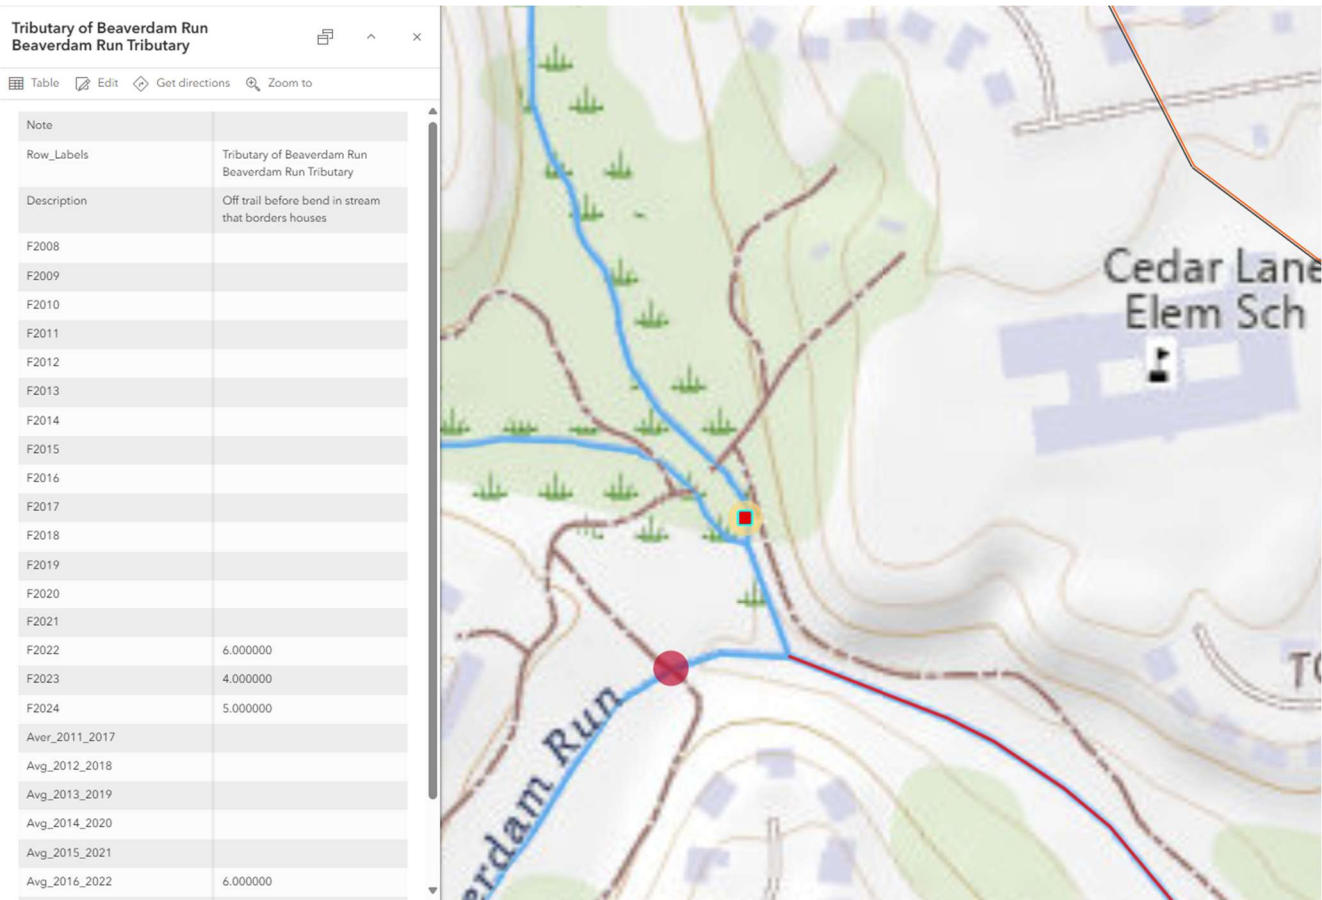 Tributary of Beaverdam Run
Beaverdam Run Tributary
Table Edit Get directions Zoom to
Note
Row_Labels Tributary of Beaverdam Run
Beaverdam Run Tributary
Description Off trail before bend in stream
that borders houses
F2008
F2009
F2010
F2011
F2012
F2013
F2014
F2015
F2016
F2017
F2018
F2019
F2020
F2021
F2022 6.000000
F2023 4.000000
F2024 5.000000
Aver_2011_2017
Avg_2012_2018
Avg_2013_2019
Avg_2014_2020
Avg_2015_2021
Avg_2016_2022 6.000000
Cedar Lane
Elem Sch
erdam Run